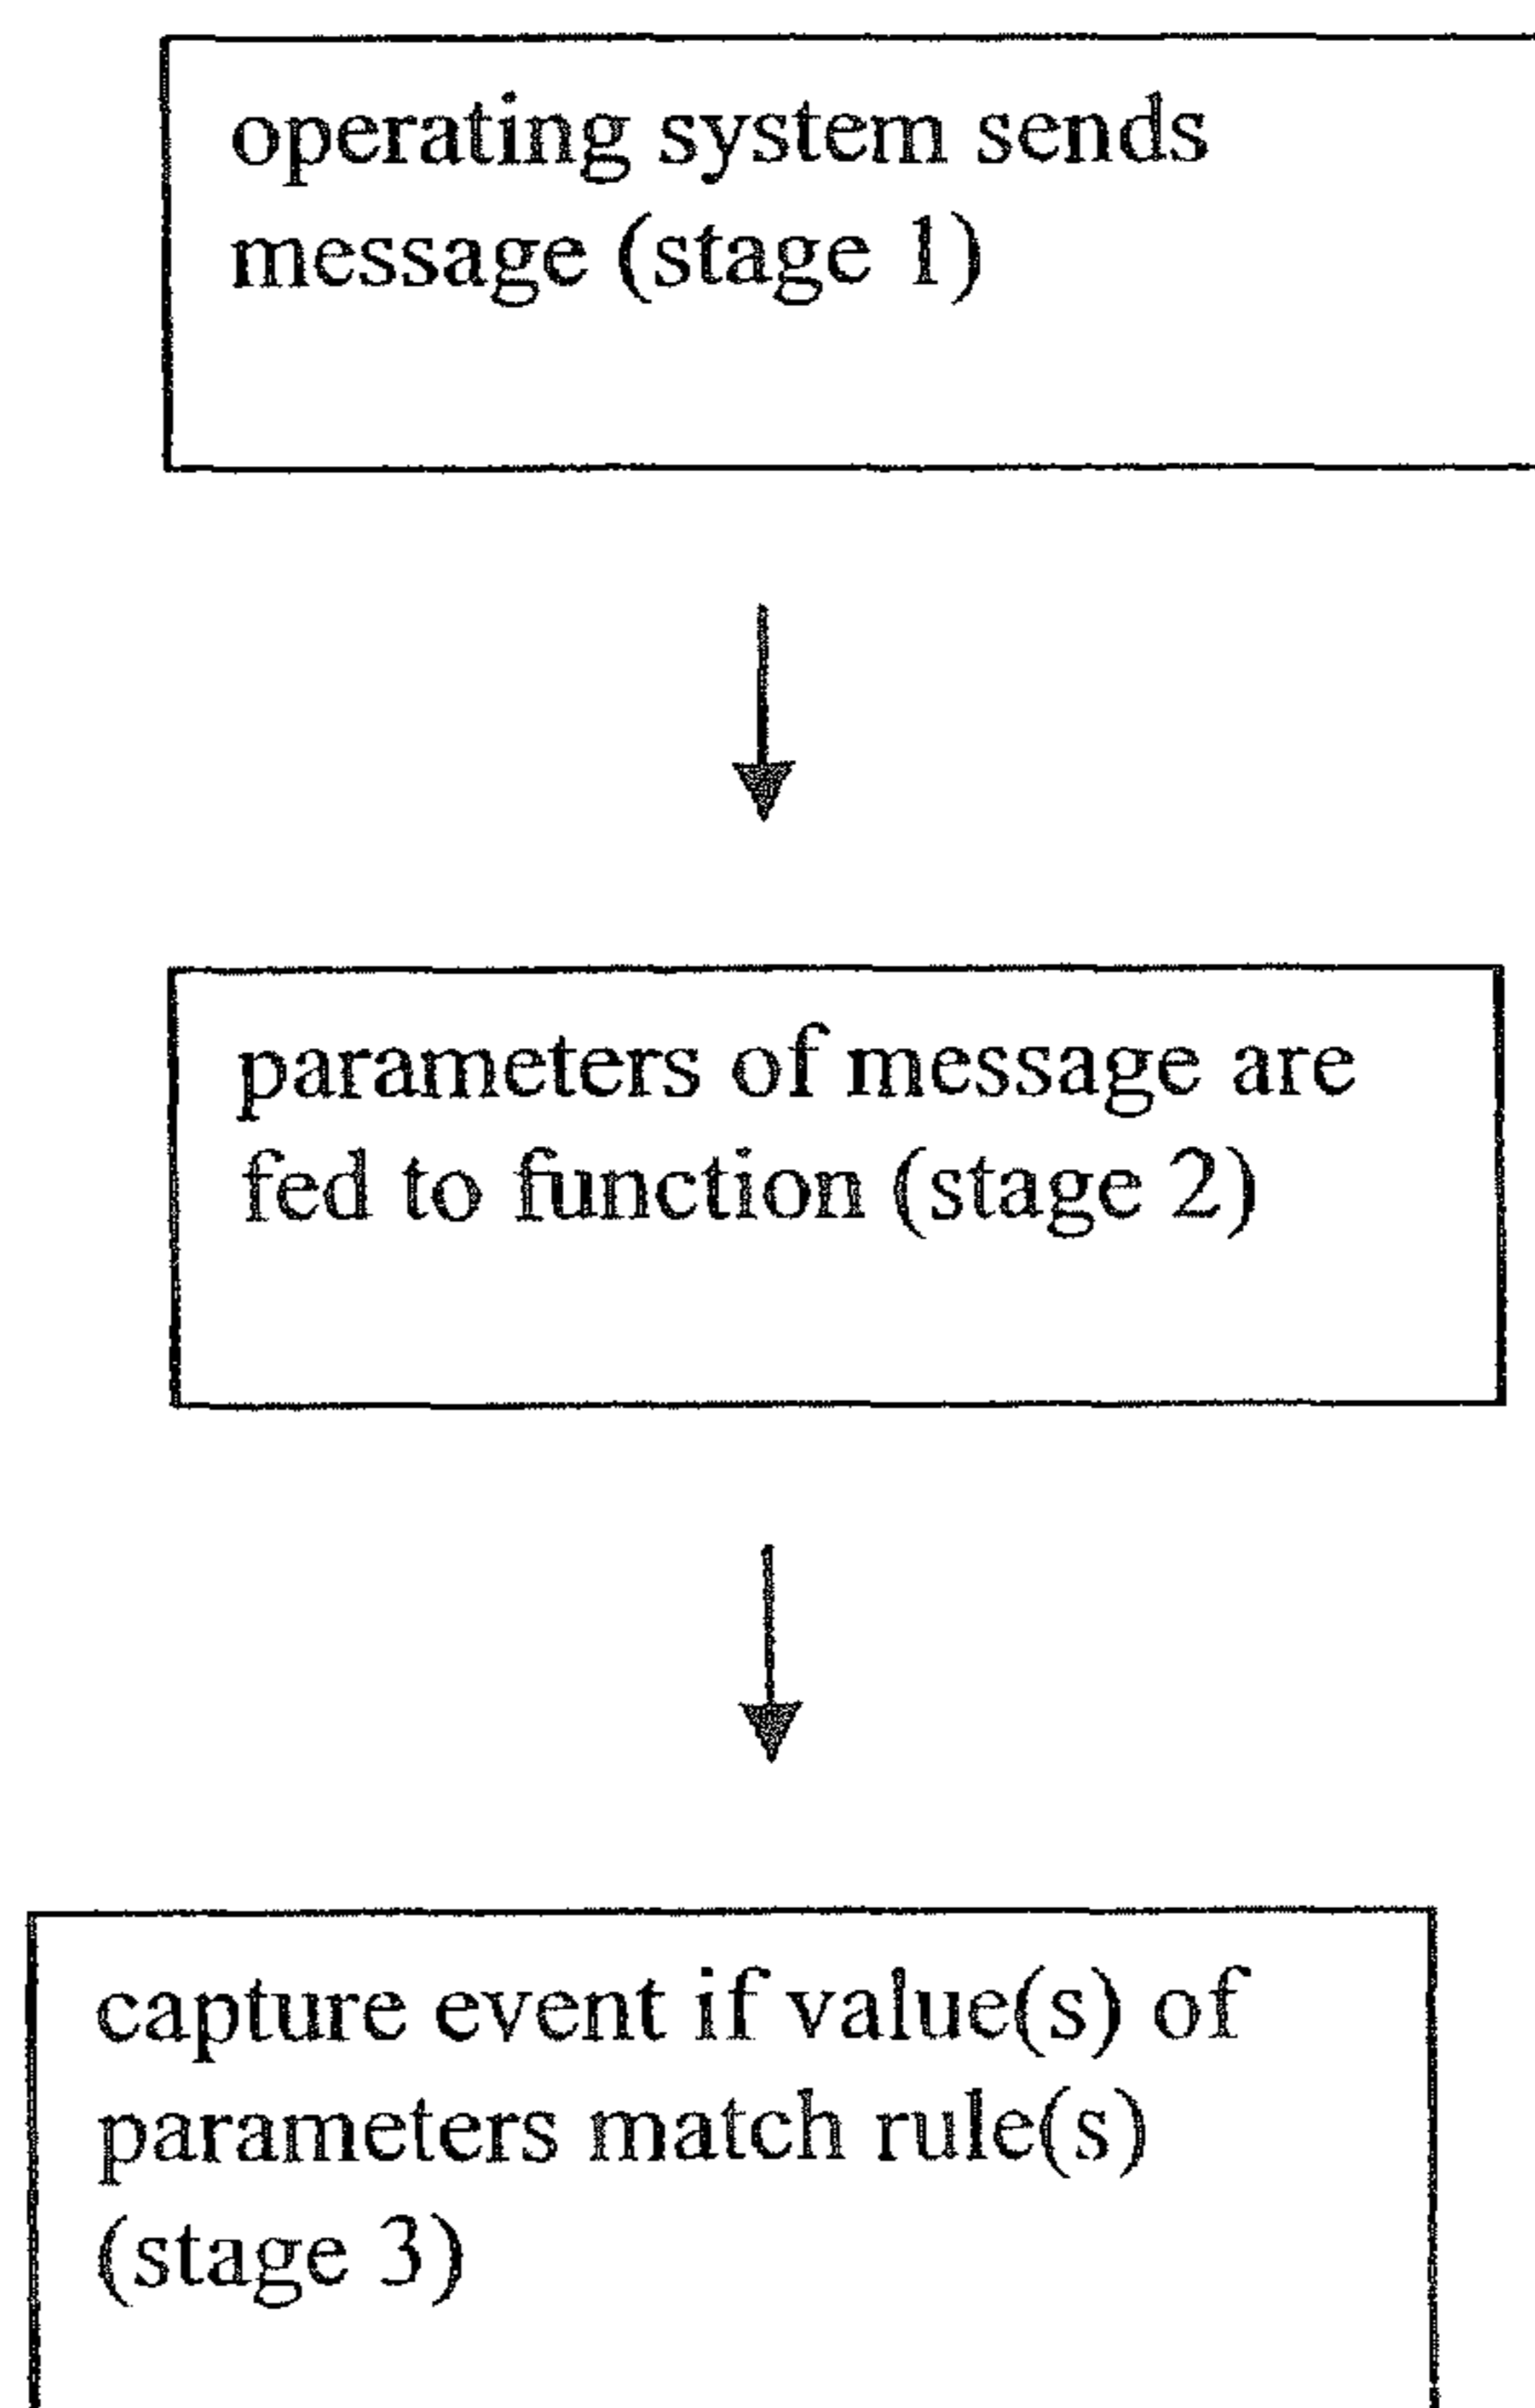 operating system sends
message (stage 1)
parameters of message are
fed to function (stage 2)
capture event if value(s) of
parameters match rule(s)
(stage 3)